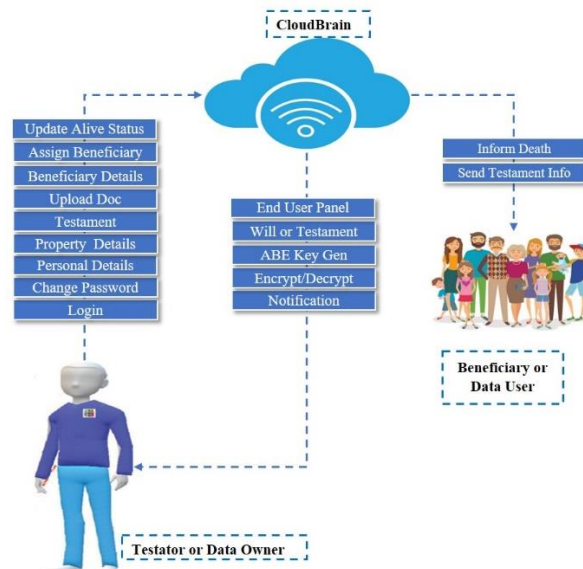 CloudBrain
Update Alive Status
Assign Beneficiary
Beneficiary Details
Upload Doc
Testament
Property Details
Personal Details
Change Password
Login
End User Panel
Will or Testament
ABE Key Gen
Encrypt/Decrypt
Notification
Inform Death
Send Testament Info
Beneficiary or
Data User
Testator or Data Owner